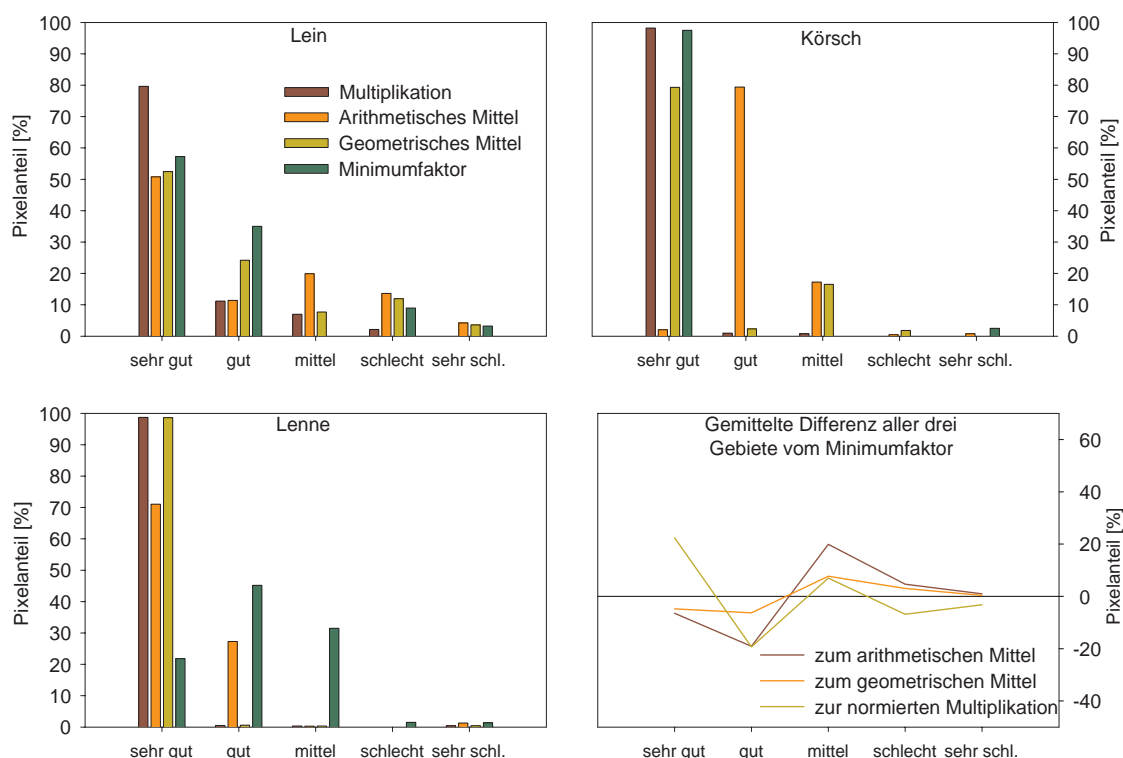 Lein
Pixelanteil [%]
100
90
80
70
60
50
40
30
20
10
0
Multiplikation
Arithmetisches Mittel
Geometrisches Mittel
Minimumfaktor
sehr gut gut mittel schlecht sehr schl.
Körsch
100
90
80
70
60
50
40
30
20
10
0
Pixelanteil [%]
sehr gut gut mittel schlecht sehr schl.
Lenne
Pixelanteil [%]
100
90
80
70
60
50
40
30
20
10
0
sehr gut gut mittel schlecht sehr schl.
Gemittelte Differenz aller drei
Gebiete vom Minimumfaktor
60
40
20
0
-20
-40
Pixelanteil [%]
zum arithmetischen Mittel
zum geometrischen Mittel
zur normierten Multiplikation
sehr gut gut mittel schlecht sehr schl.